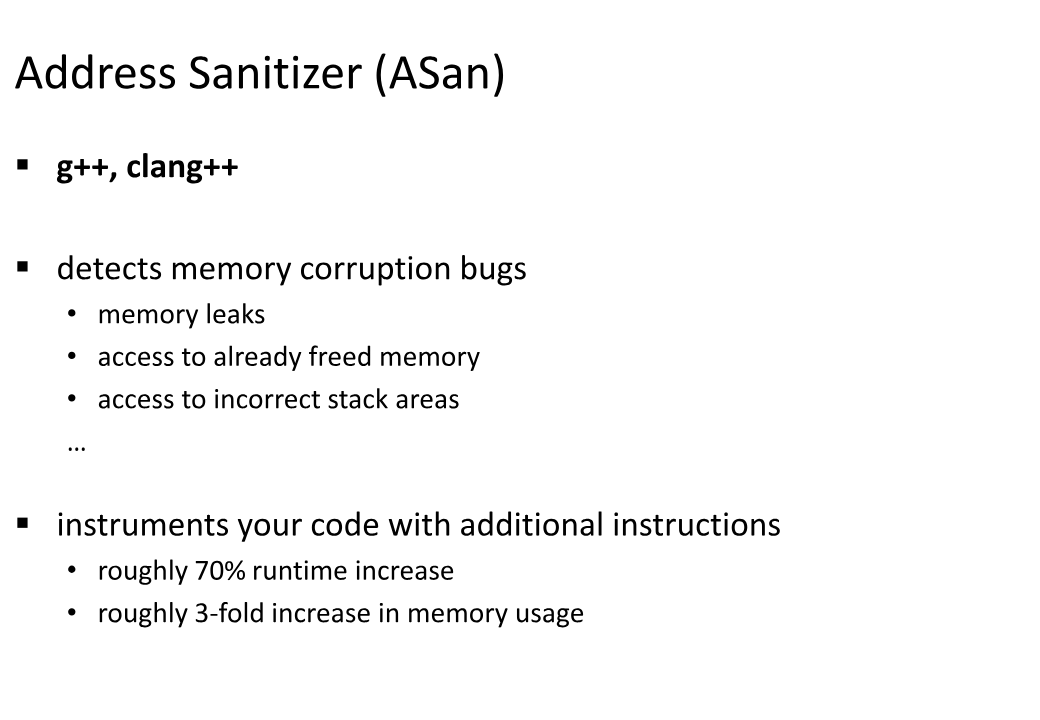 Address Sanitizer (ASan)
▪ g++, clang++
▪ detects memory corruption bugs
• memory leaks
• access to already freed memory
• access to incorrect stack areas
…
▪ instruments your code with additional instructions
• roughly 70% runtime increase
• roughly 3-fold increase in memory usage